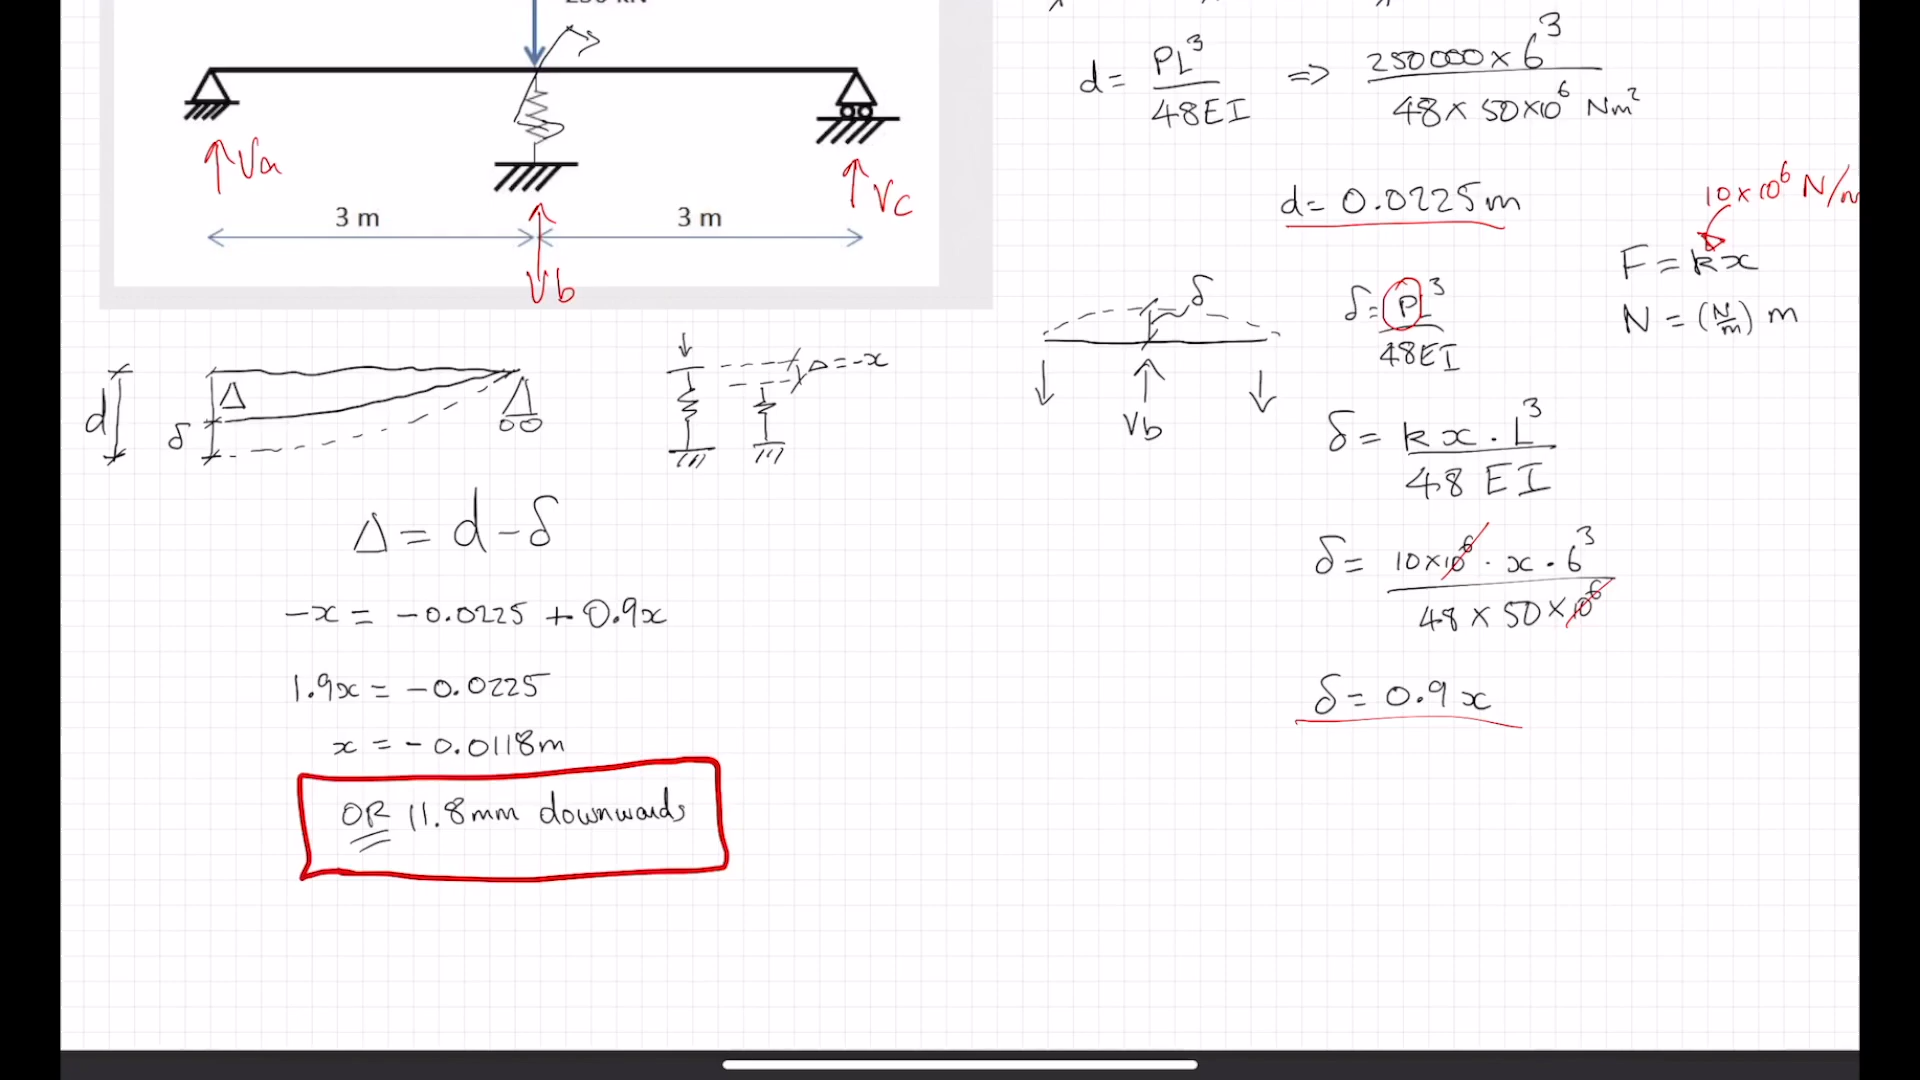 Va
Vb
Vc
3 m
3 m
d
Δ
δ
Δ = -x
Δ = d - δ
-x = -0.0225 + 0.9x
1.9x = -0.0225
x = -0.0118m
OR 11.8mm downwards
d = PL³ / 48EI => 250000 × 6³ / 48 × 50×10⁶ Nm²
d = 0.0225m
10×10⁶ N/m
F = kx
N = (N/m) m
δ
Vb
δ = PL³ / 48EI
δ = kx . L³ / 48 EI
δ = 10×10⁶ . x . 6³ / 48 × 50 × 10⁶
δ = 0.9x